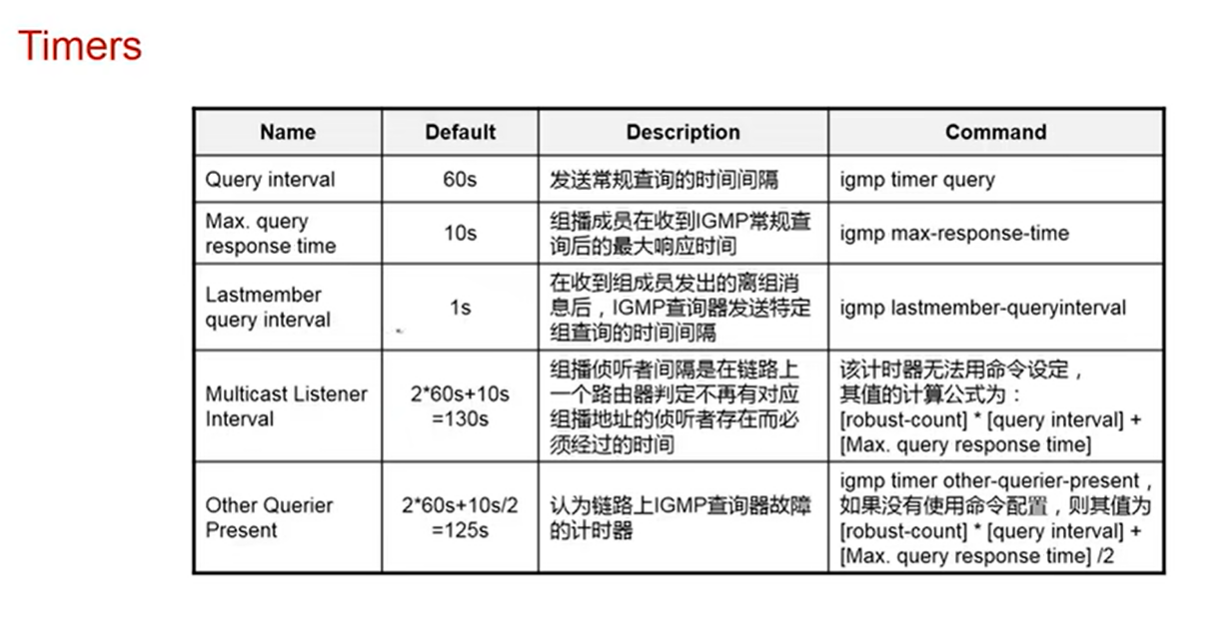 Timers
Name
Default
Description
Command
Query interval
60s
发送常规查询的时间间隔
igmp timer query
Max. query
response time
10s
组播成员在收到IGMP常规查
询后的最大响应时间
igmp max-response-time
Lastmember
query interval
1s
在收到组成员发出的离组消
息后，IGMP查询器发送特定
组查询的时间间隔
igmp lastmember-queryinterval
Multicast Listener
Interval
2*60s+10s
=130s
组播侦听者间隔是在链路上
一个路由器判定不再有对应
组播地址的侦听者存在而必
须经过的时间
该计时器无法用命令设定，
其值的计算公式为：
[robust-count] * [query interval] +
[Max. query response time]
Other Querier
Present
2*60s+10s/2
=125s
认为链路上IGMP查询器故障
的计时器
igmp timer other-querier-present，
如果没有使用命令配置，则其值为
[robust-count] * [query interval] +
[Max. query response time] /2